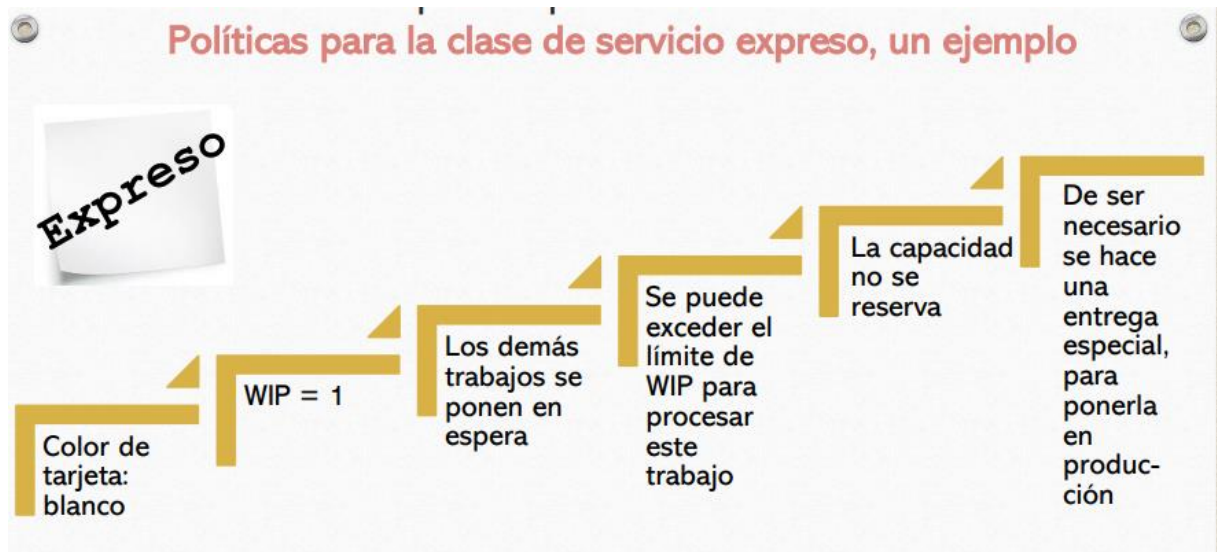 Políticas para la clase de servicio expreso, un ejemplo
Expreso
Color de
tarjeta:
blanco
WIP = 1
Los demás
trabajos se
ponen en
espera
Se puede
exceder el
límite de
WIP para
procesar
este
trabajo
La capacidad
no se
reserva
De ser
necesario
se hace
una
entrega
especial,
para
ponerla
en
produc-
ción